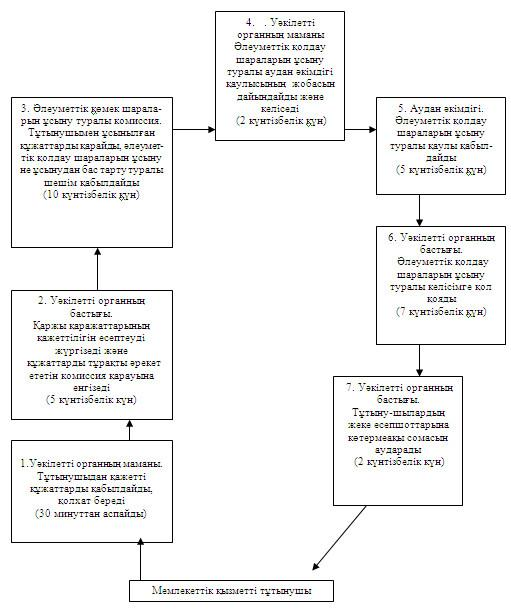 4. . Уәкілетті
органның маманы
Әлеуметтік қолдау
шараларын ұсыну
туралы аудан әкімдігі
қаулысының жобасын
дайындайды және
келіседі
(2 күнтізбелік күн)
3. Әлеуметтік көмек шарала-
рын ұсыну туралы комиссия.
Тұтынушымен ұсынылған
құжаттарды қарайды, әлеумет-
тік қолдау шараларын ұсыну
не ұсынудан бас тарту туралы
шешім қабылдайды
(10 күнтізбелік күн)
5. Аудан әкімдігі.
Әлеуметтік қолдау
шараларын ұсыну
туралы қаулы қабыл-
дайды
(5 күнтізбелік күн)
6. Уәкілетті органның
бастығы.
Әлеуметтік қолдау
шараларын ұсыну
туралы келісімге қол
қояды
(7 күнтізбелік күн)
2. Уәкілетті органның
бастығы.
Қаржы қаражаттарының
қажеттілігін есептеуді
жүргізеді және
құжаттарды тұрақты әрекет
ететін комиссия қарауына
енгізеді
(5 күнтізбелік күн)
7. Уәкілетті органның
бастығы.
Тұтыну-шылардың
жеке есепшоттарына
көтермеақы сомасын
аударады
(2 күнтізбелік күн)
1.Уәкілетті органның маманы.
Тұтынушыдан қажетті
құжаттарды қабылдайды,
қолхат береді
(30 минуттан аспайды)
Мемлекеттік қызметті тұтынушы